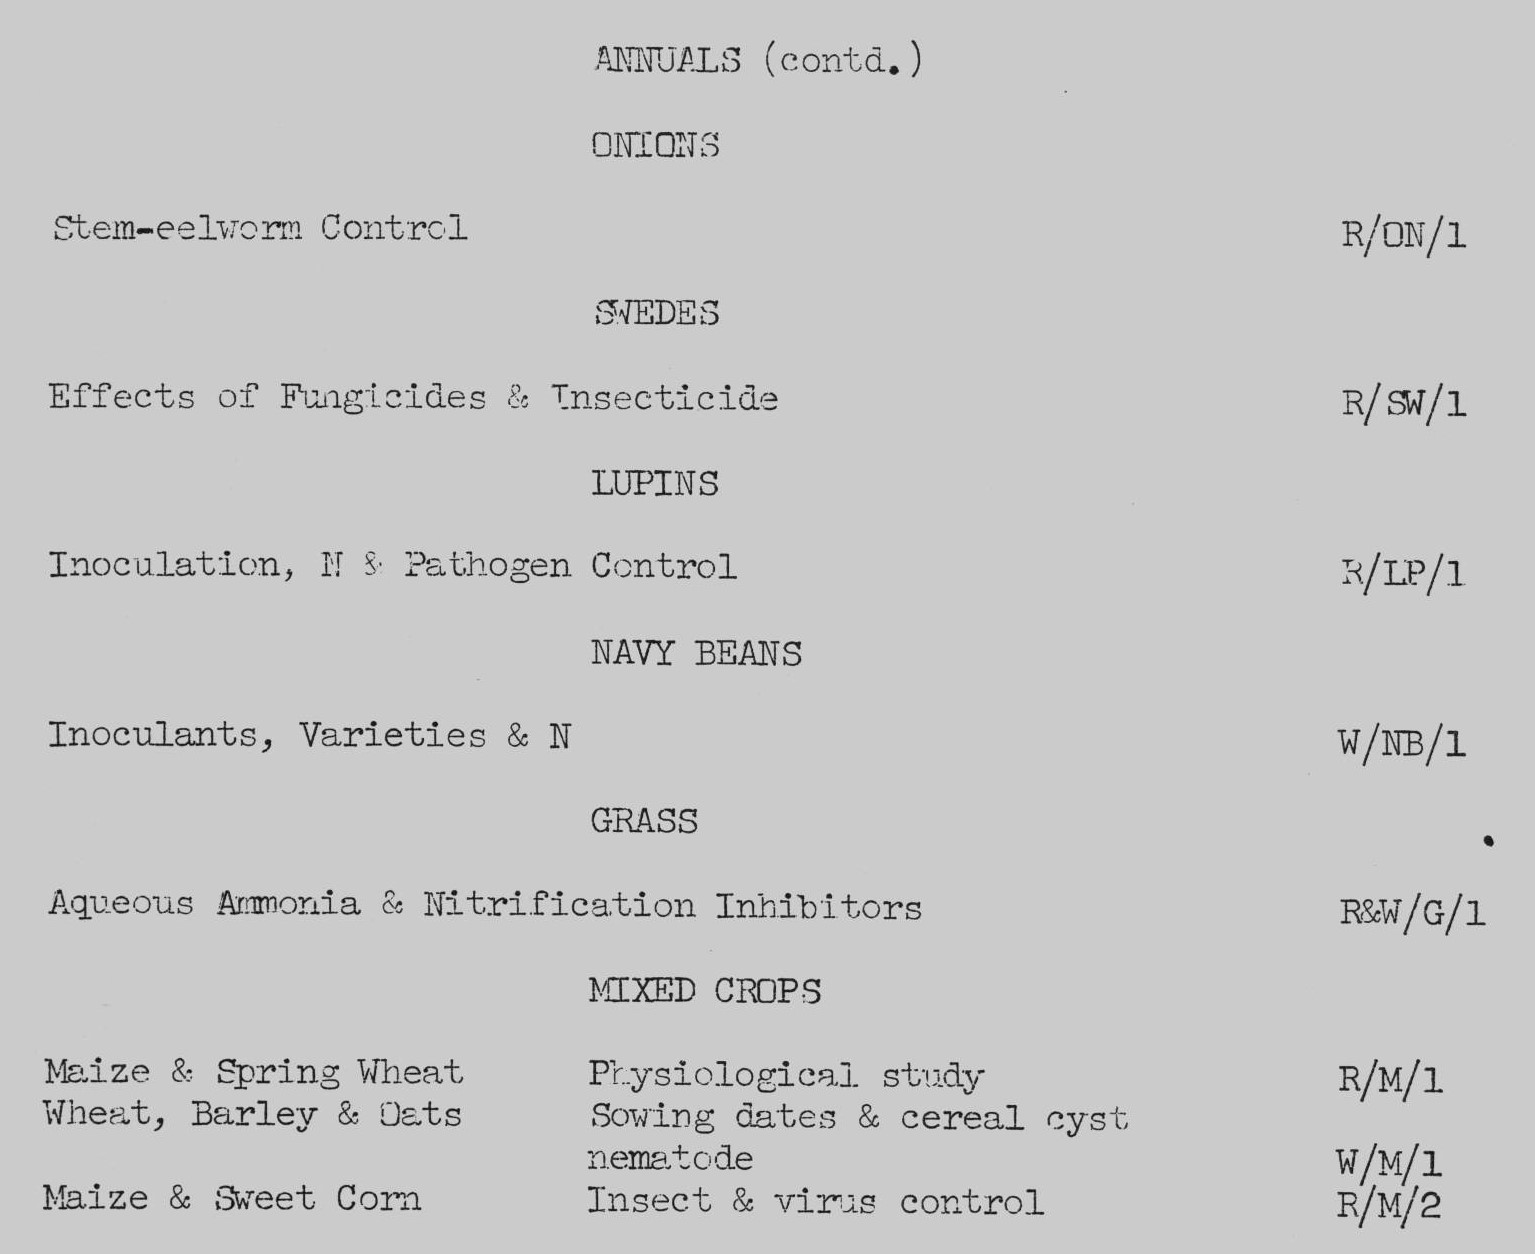 ANNUALS (contd.)
ONIONS
Stem-eelworm Control R/ON/1
SWEDES
Effects of Fungicides & Insecticide R/SW/1
LUPINS
Inoculation, N & Pathogen Control R/LP/1
NAVY BEANS
Inoculants, Varieties & N W/NB/1
GRASS
Aqueous Ammonia & Nitrification Inhibitors R&W/G/1
MIXED CROPS
Maize & Spring Wheat Physiological study R/M/1
Wheat, Barley & Oats Sowing dates & cereal cyst
nematode W/M/1
Maize & Sweet Corn Insect & virus control R/M/2